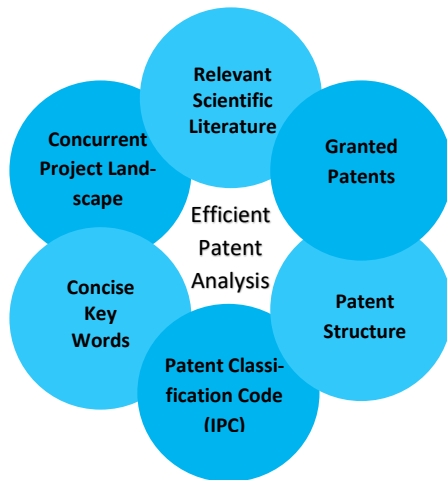 Relevant
Scientific
Literature
Concurrent
Project Land-
scape
Granted
Patents
Efficient
Patent
Analysis
Concise
Key
Words
Patent
Structure
Patent Classi-
fication Code
(IPC)